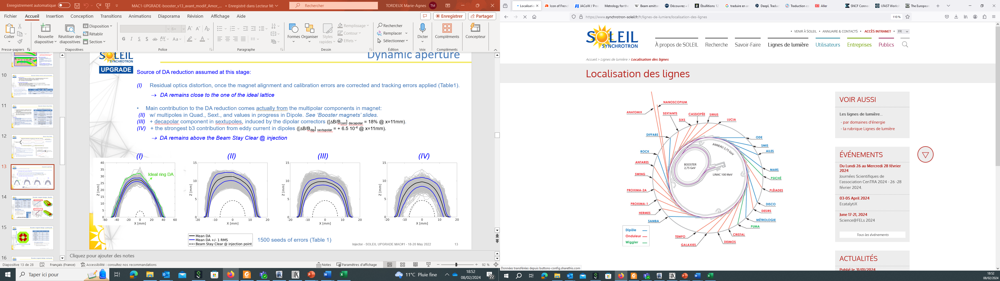 Enregistrement automatique
MAC1-UPGRADE-booster_v13_avant_modif_Amor_... • Enregistré dans Lecteur M:
Rechercher
TORDEUX Marie-Agnes TM
Fichier Accueil Insertion Conception Transitions Animations Diaporama Révision Affichage Aide
Enregistrer Partager
Coller
Nouvelle diapositive
Réutiliser des diapositives
Disposition
Rétablir
Section
6+
G I S S ab AV Aa A
Formes Organiser Styles rapides
Remplissage
Contour
Effets
Rechercher
Remplacer
Sélectionner
Dicter
Compléments
Concepteur
Presse-papiers Diapositives Police Paragraphe Dessin Édition Voix Compléments
10
11
12
13
14
15
16
SOLEIL
SYNCHROTRON
UPGRADE
Dynamic aperture
Source of DA reduction assumed at this stage:
(I) Residual optics distortion, once the magnet alignment and calibration errors are corrected and tracking errors applied (Table1).
→ DA remains close to the one of the ideal lattice
• Main contribution to the DA reduction comes actually from the multipolar components in magnet:
(II) w/ multipoles in Quad., Sext., and values in progress in Dipole. See ‘Booster magnets’ slides.
(III) + decapolar component in sextupoles, induced by the dipolar correctors ([ΔB/Bcorr] decapolar = 18% @ x=11mm).
(IV) + the strongest b3 contribution from eddy current in dipoles ([ΔB/Bdip] sextupolar = + 6.5 10-4 @ x=11mm).
→ DA remains above the Beam Stay Clear @ injection
(I) (II) (III) (IV)
Ideal ring DA
Z [mm]
40
35
30
25
20
15
10
5
0
-60 -40 -20 0 20 40 60
X [mm]
Z [mm]
15
10
5
0
-20 -10 0 10 20
X [mm]
Z [mm]
15
10
5
0
-20 -10 0 10 20
X [mm]
Z [mm]
15
10
5
0
-20 -10 0 10 20
X [mm]
Mean DA
Mean DA +/- 1 RMS
Beam Stay Clear @ injection point
1500 seeds of errors (Table 1)
Injector - SOLEIL UPGRADE MAC#1 - 18-20 May 2022 13
Cliquez pour ajouter des notes
Diapositive 13 de 28 Français (France) Accessibilité : consultez nos recommandations
Notes Paramètres d'affichage 92 %
Taper ici pour
11°C Pluie fine
18:52
08/02/2024
22
Localisatio
Icon of Frenc
JACoW / Pro
Metrology for the
Beam emittan
Découvrez «
Ébullitions 12
traduire en an
DeepL Traduc
Traduction c
Aller
SNCF Connec
I.FAST Worksh
The European
https://www.synchrotron-soleil.fr/fr/lignes-de-lumiere/localisation-des-lignes
110 %
SOLEIL
SYNCHROTRON
• VENIR À SOLEIL • ANNUAIRE & CONTACTS • ACCÈS INTRANET • FR
À propos de SOLEIL Recherche Savoir-Faire Lignes de lumière Utilisateurs Entreprises Publics
Accueil > Lignes de lumière > Localisation des lignes
Localisation des lignes
NANOSCOPIUM
ANATOMIX
SEXTANTS
CASSIOPÉE
SIRIUS
SIXS
LUCIA
DIFFABS
ODE
SMIS
AILES
ROCK
ANTARES
MARS
SWING
PSICHÉ
PROXIMA-2A
PLÉIADES
PROXIMA-1
DISCO
HERMES
DESIRS
SAMBA
MÉTROLOGIE
PUMA
TEMPO
CRISTAL
GALAXIES
DEIMOS
ANNEAU 2,75 GeV
BOOSTER
2,75 GeV
LINAC 100 MeV
Dipôle
Onduleur
Wiggler
VOIR AUSSI
Les lignes de lumière...
- par domaines d'énergie
- la rubrique Lignes de lumière
ÉVÉNEMENTS
Du Lundi 26 au Mercredi 28 février
2024
Journées Scientifiques de
l'association CenTRA 2024 - 26 -28
février 2024.
03-05 April 2024
EcatalytiX
June 17-21, 2024
Science@FELs 2024
Tous les événements
ACTUALITÉS
Publié le 31/01/2024
Données transférées depuis buttons-config.sharethis.com
18:52
08/02/2024